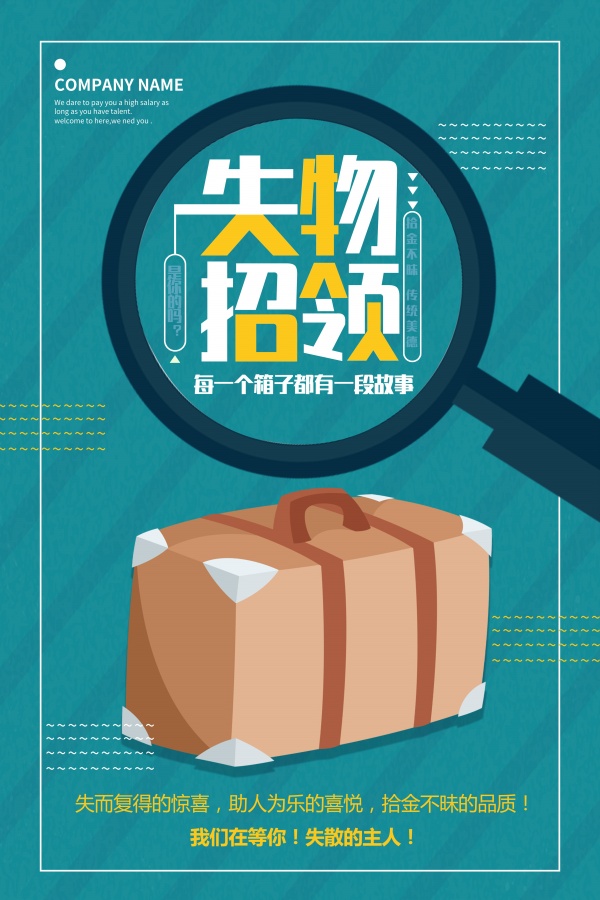 COMPANY NAME
We dare to pay you a high salary as
long as you have talent.
welcome to here,we ned you .
失物
招领
是你的吗？
拾金不昧 传统美德
每一个箱子都有一段故事
失而复得的惊喜，助人为乐的喜悦，拾金不昧的品质！
我们在等你！失散的主人！